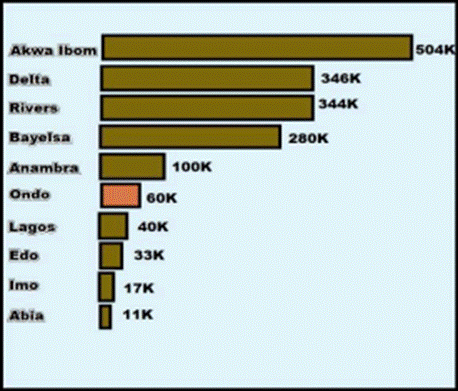 Akwa Ibom 504K
Delta 346K
Rivers 344K
Bayelsa 280K
Anambra 100K
Ondo 60K
Lagos 40K
Edo 33K
Imo 17K
Abia 11K